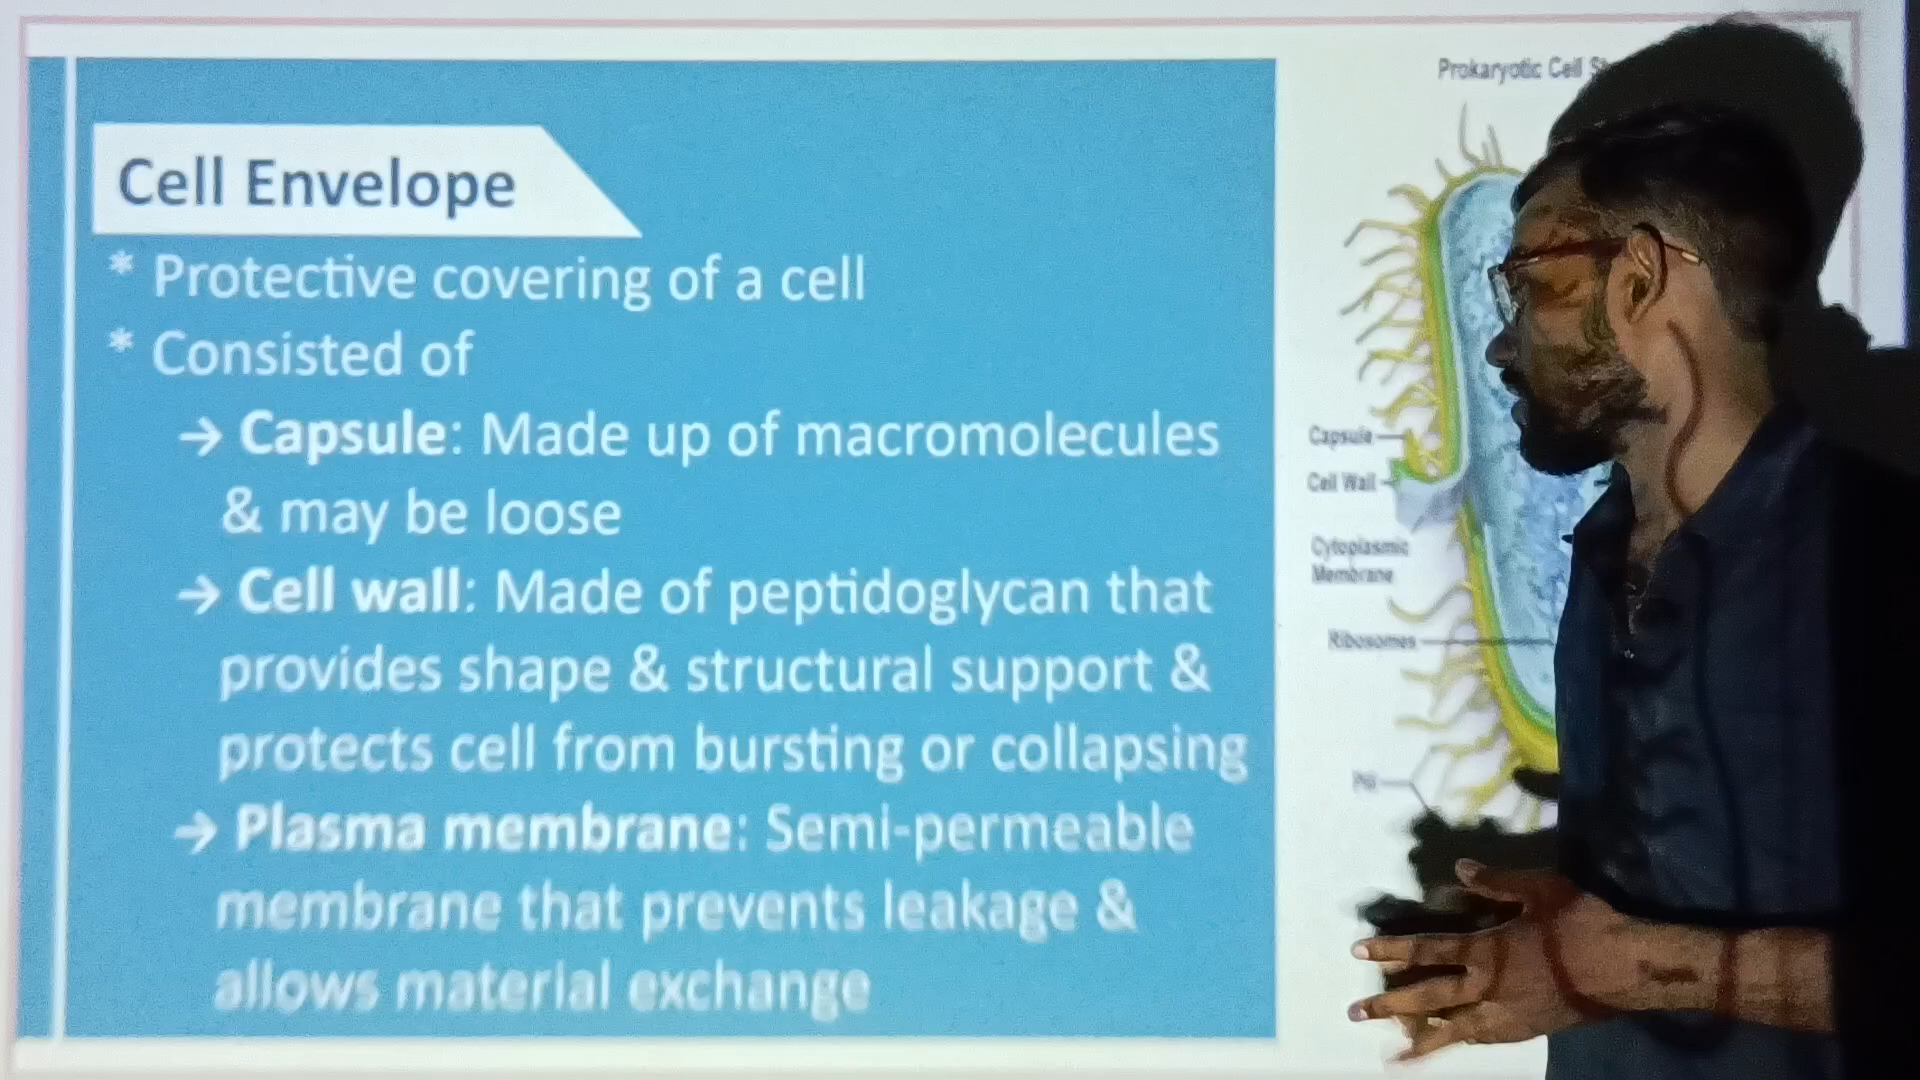 Cell Envelope
* Protective covering of a cell
* Consisted of
→ Capsule: Made up of macromolecules
& may be loose
→ Cell wall: Made of peptidoglycan that
provides shape & structural support &
protects cell from bursting or collapsing
→ Plasma membrane: Semi-permeable
membrane that prevents leakage &
allows material exchange
Prokaryotic Cell
Capsule
Cell Wall
Cytoplasmic
Membrane
Ribosomes
Pili